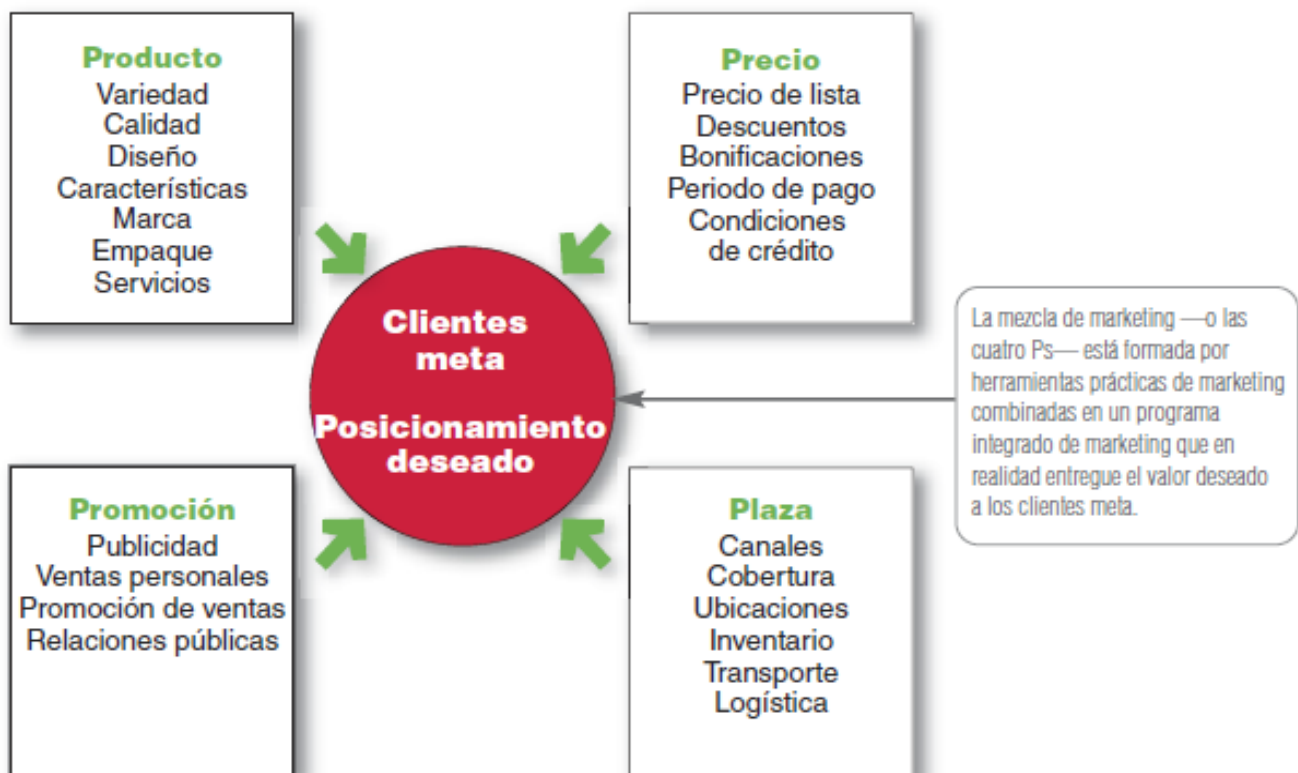 Producto
Variedad
Calidad
Diseño
Características
Marca
Empaque
Servicios
Precio
Precio de lista
Descuentos
Bonificaciones
Periodo de pago
Condiciones
de crédito
Clientes
meta
Posicionamiento
deseado
La mezcla de marketing —o las
cuatro Ps— está formada por
herramientas prácticas de marketing
combinadas en un programa
integrado de marketing que en
realidad entregue el valor deseado
a los clientes meta.
Promoción
Publicidad
Ventas personales
Promoción de ventas
Relaciones públicas
Plaza
Canales
Cobertura
Ubicaciones
Inventario
Transporte
Logística